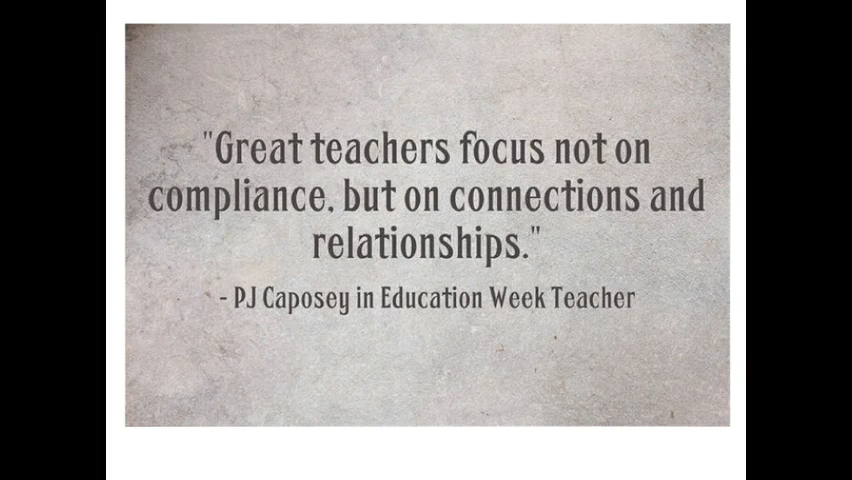 "Great teachers focus not on
compliance, but on connections and
relationships."
- PJ Caposey in Education Week Teacher